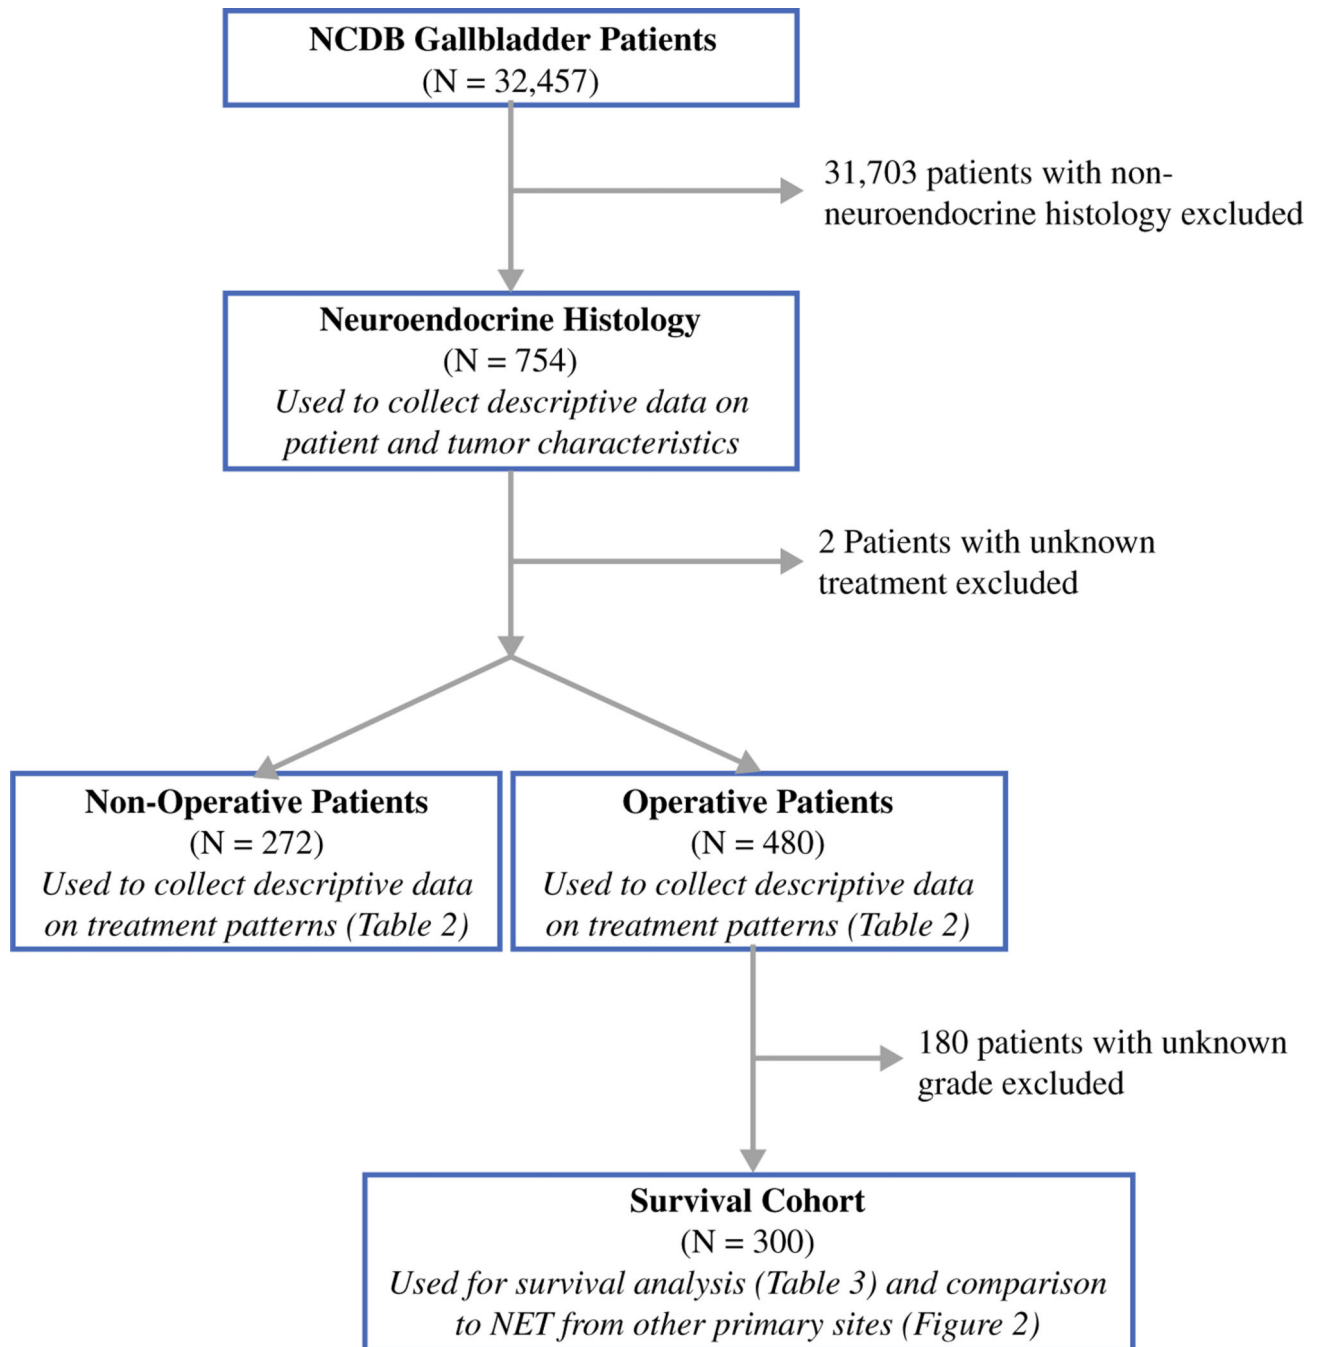 NCDB Gallbladder Patients
(N = 32,457)
31,703 patients with non-
neuroendocrine histology excluded
Neuroendocrine Histology
(N = 754)
Used to collect descriptive data on
patient and tumor characteristics
2 Patients with unknown
treatment excluded
Non-Operative Patients
(N = 272)
Used to collect descriptive data
on treatment patterns (Table 2)
Operative Patients
(N = 480)
Used to collect descriptive data
on treatment patterns (Table 2)
180 patients with unknown
grade excluded
Survival Cohort
(N = 300)
Used for survival analysis (Table 3) and comparison
to NET from other primary sites (Figure 2)